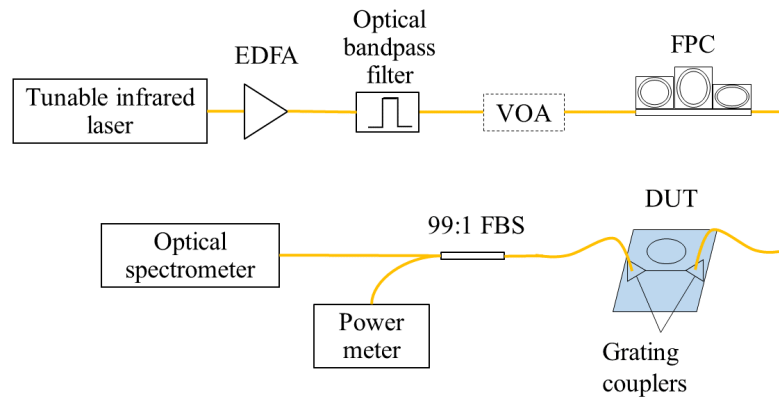 Optical
bandpass
filter
EDFA
FPC
Tunable infrared
laser
VOA
DUT
99:1 FBS
Optical
spectrometer
Power
meter
Grating
couplers